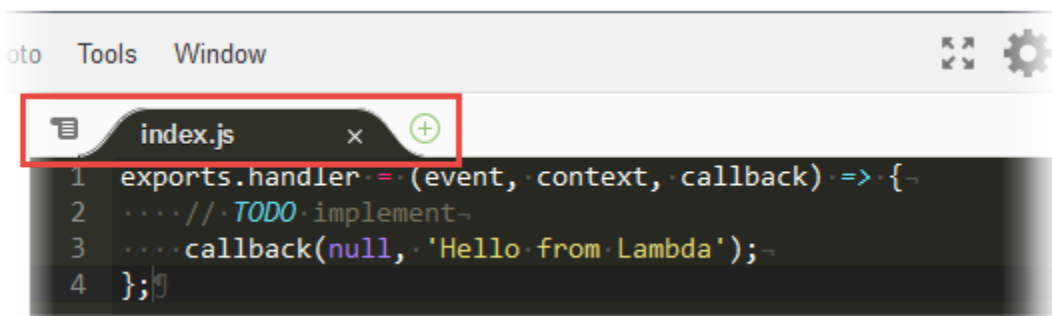 oto Tools Window
index.js ×
1 exports.handler = (event, context, callback) => {
2 // TODO implement
3 callback(null, 'Hello from Lambda');
4 };